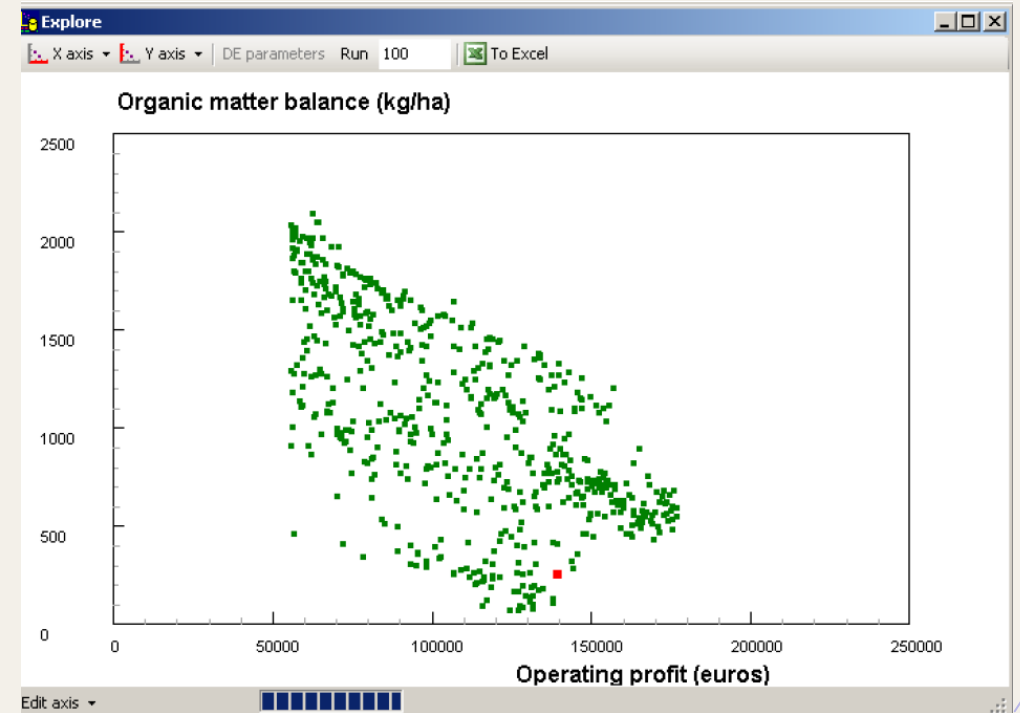 Explore
X axis Y axis DE parameters Run 100 To Excel
Organic matter balance (kg/ha)
2500
2000
1500
1000
500
0
0 50000 100000 150000 200000 250000
Operating profit (euros)
Edit axis